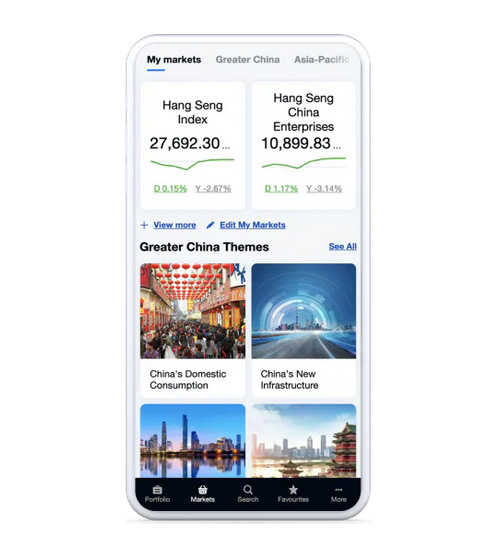 My markets Greater China Asia-Pacific
Hang Seng
Index
27,692.30...
D 0.15% Y -2.67%
Hang Seng
China
Enterprises
10,899.83...
D 1.17% Y -3.14%
View more Edit My Markets
Greater China Themes See All
China's Domestic
Consumption
China's New
Infrastructure
Portfolio Markets Search Favourites More